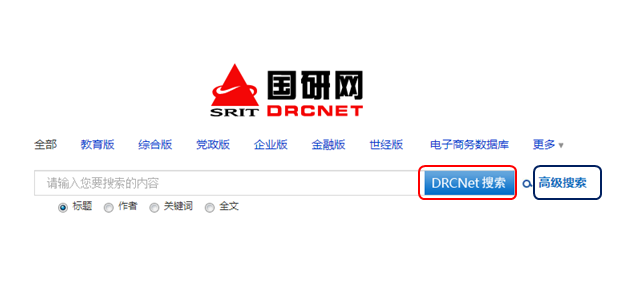 国研网
SRIT DRCNET
全部 教育版 综合版 党政版 企业版 金融版 世经版 电子商务数据库 更多
请输入您要搜索的内容 DRCNet 搜索 高级搜索
标题 作者 关键词 全文